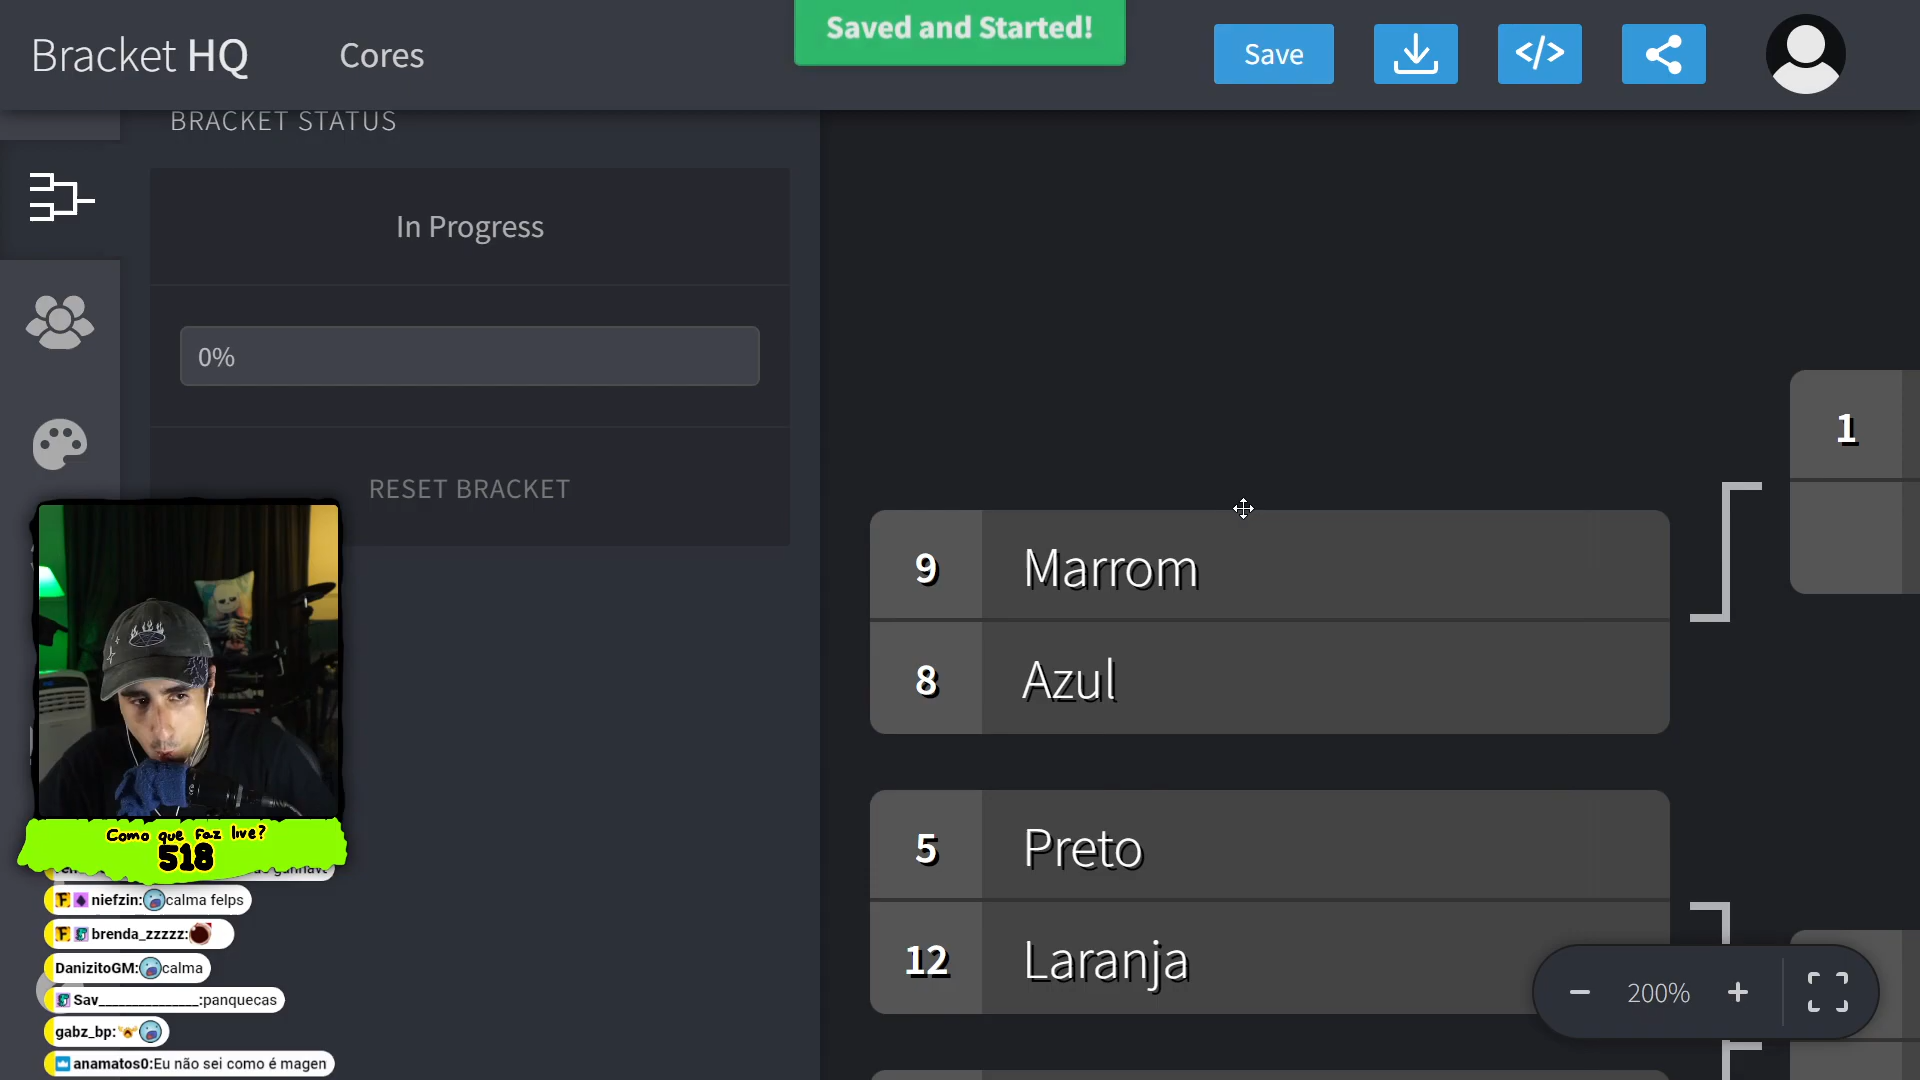 Bracket HQ
Cores
Saved and Started!
Save
BRACKET STATUS
In Progress
0%
RESET BRACKET
1
9 Marrom
8 Azul
5 Preto
12 Laranja
200%
Como que faz live?
518
niefzin: calma felps
brenda_zzzzz:
DanizitoGM: calma
Sav_______________:panquecas
gabz_bp:
anamatos0:Eu não sei como é magen